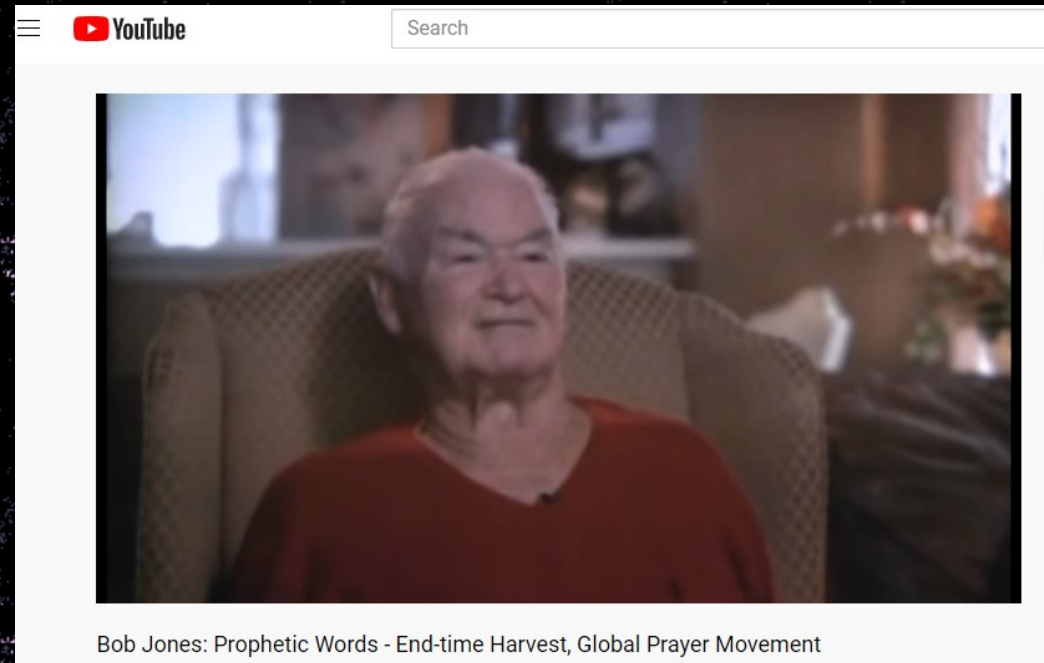 YouTube
Search
Bob Jones: Prophetic Words - End-time Harvest, Global Prayer Movement